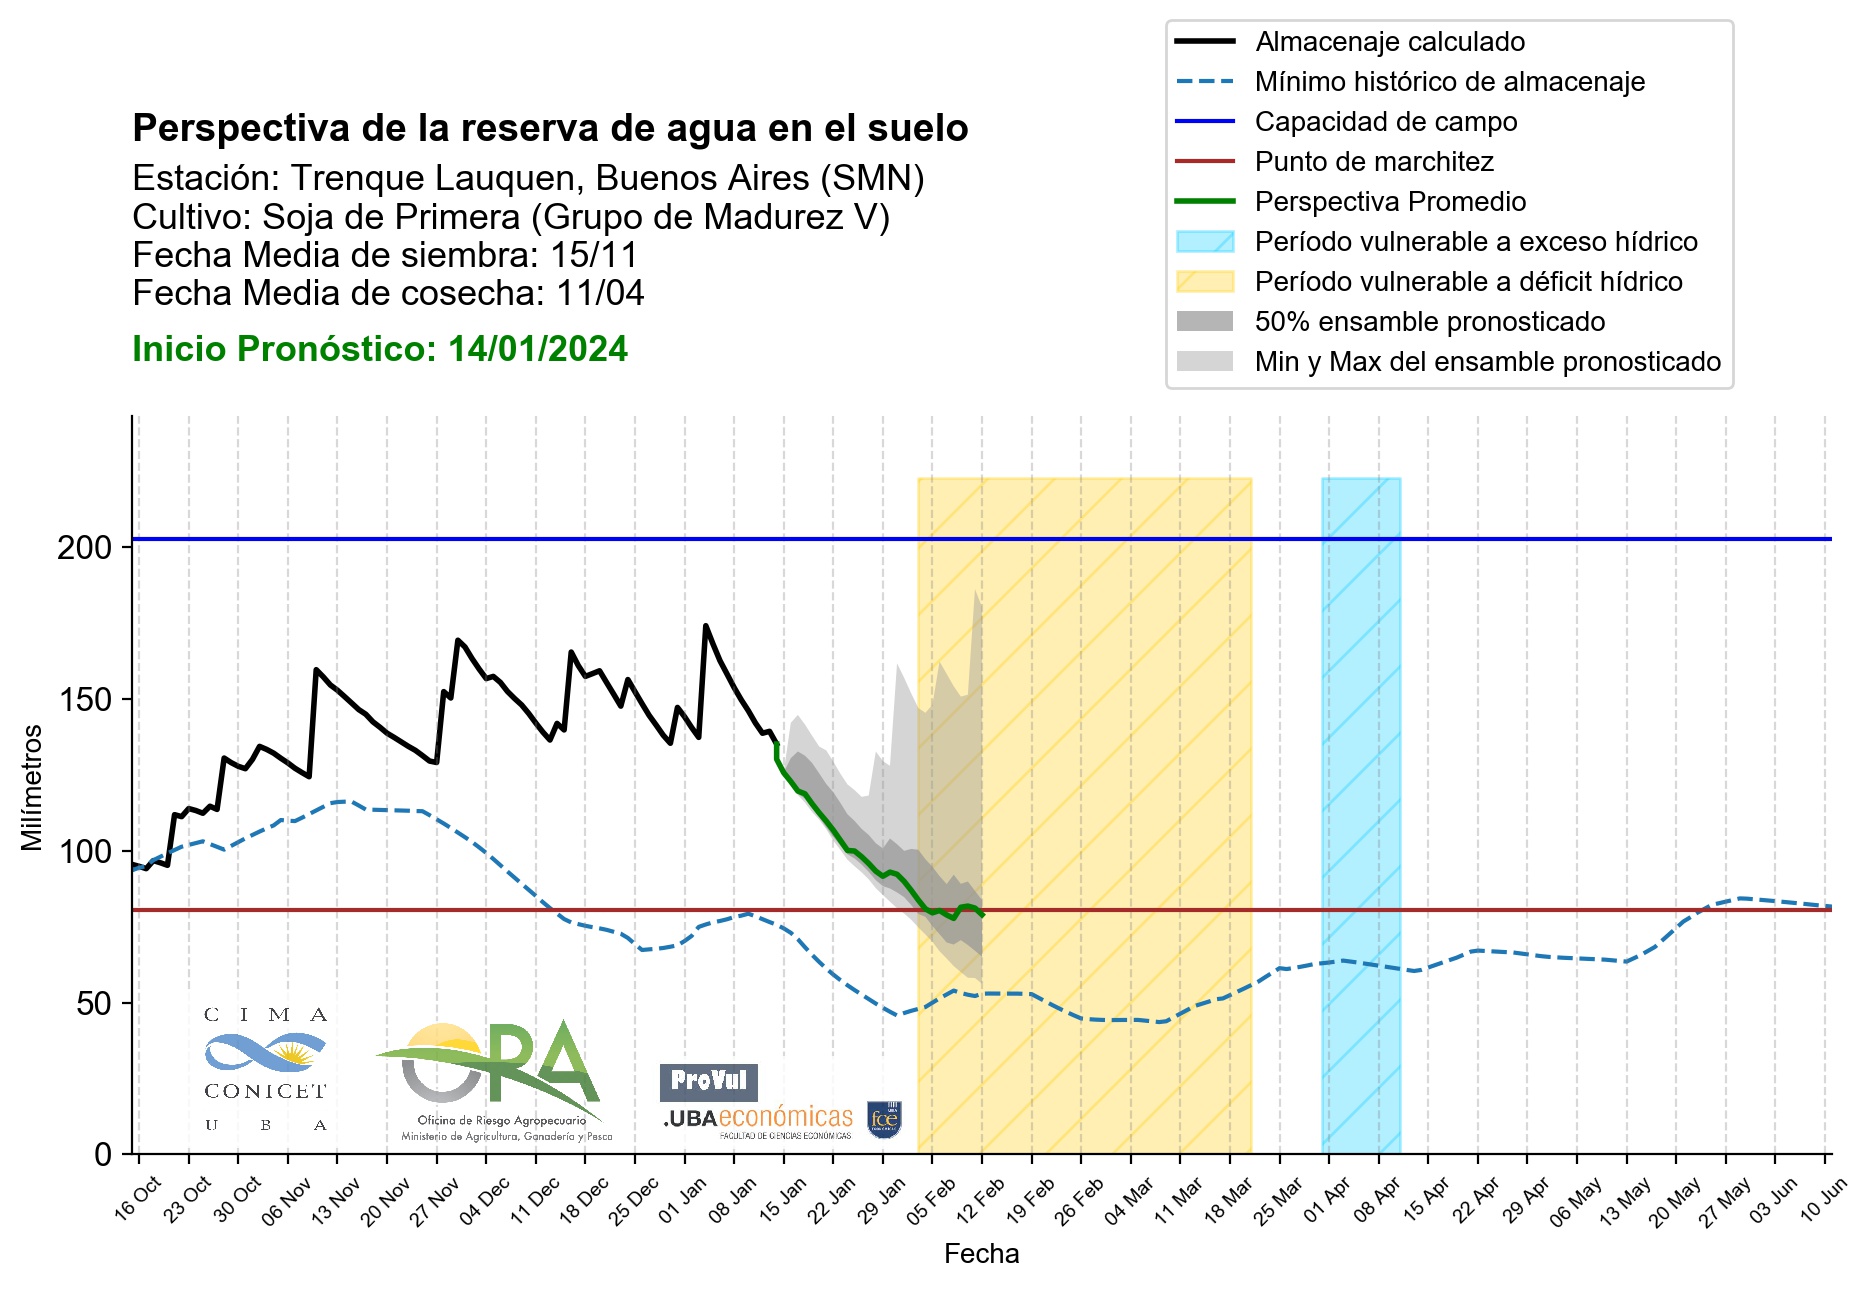 Almacenaje calculado
Mínimo histórico de almacenaje
Capacidad de campo
Punto de marchitez
Perspectiva Promedio
Período vulnerable a exceso hídrico
Período vulnerable a déficit hídrico
50% ensamble pronosticado
Min y Max del ensamble pronosticado
Perspectiva de la reserva de agua en el suelo
Estación: Trenque Lauquen, Buenos Aires (SMN)
Cultivo: Soja de Primera (Grupo de Madurez V)
Fecha Media de siembra: 15/11
Fecha Media de cosecha: 11/04
Inicio Pronóstico: 14/01/2024
Milímetros
200
150
100
50
0
C I M A
CONICET
U B A
ORA
Oficina de Riesgo Agropecuario
Ministerio de Agricultura, Ganadería y Pesca
ProVul
.UBAeconómicas
FACULTAD DE CIENCIAS ECONÓMICAS
UBA
fce
16 Oct
23 Oct
30 Oct
06 Nov
13 Nov
20 Nov
27 Nov
04 Dec
11 Dec
18 Dec
25 Dec
01 Jan
08 Jan
15 Jan
22 Jan
29 Jan
05 Feb
12 Feb
19 Feb
26 Feb
04 Mar
11 Mar
18 Mar
25 Mar
01 Apr
08 Apr
15 Apr
22 Apr
29 Apr
06 May
13 May
20 May
27 May
03 Jun
10 Jun
Fecha